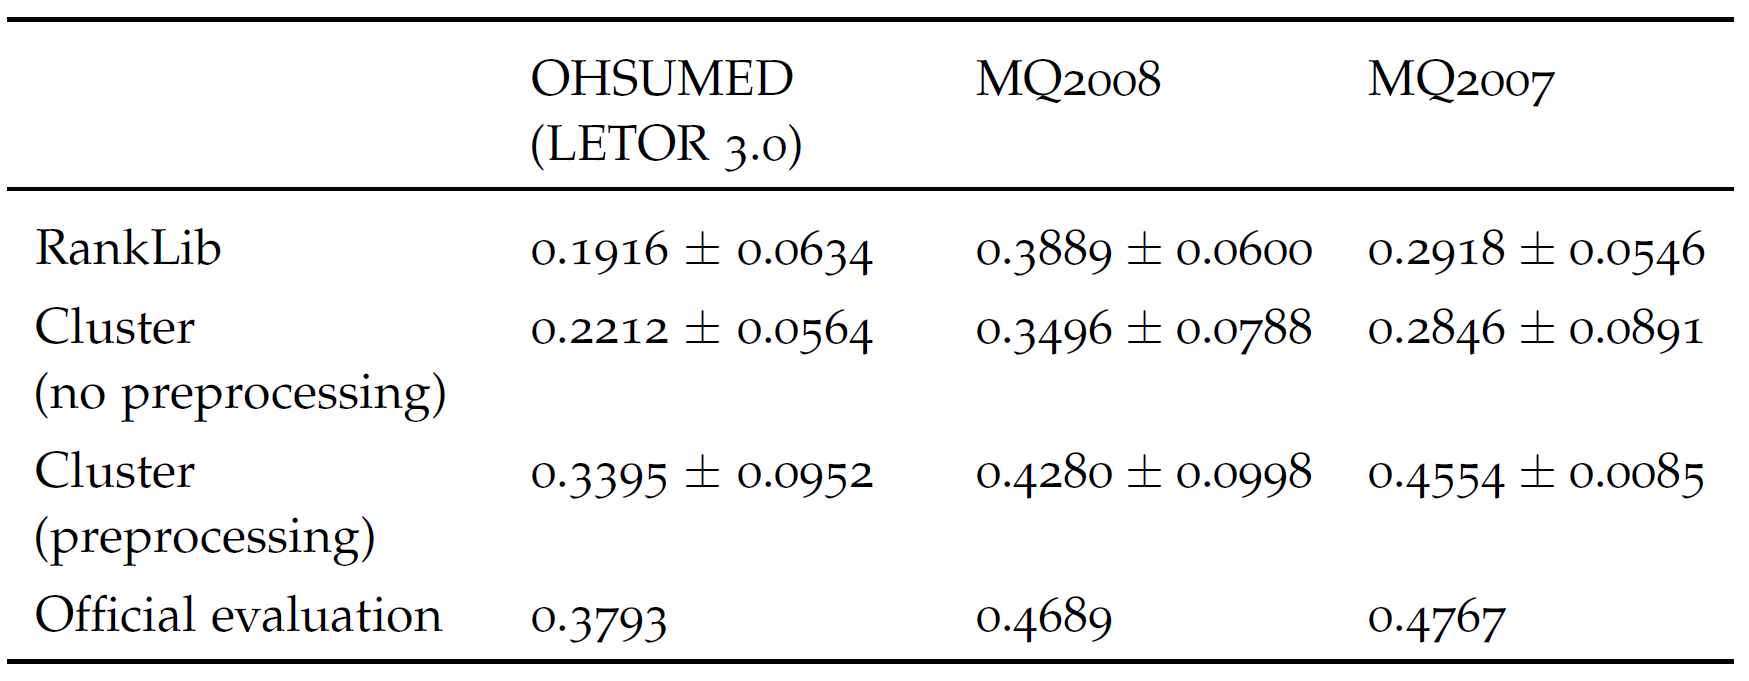 OHSUMED MQ2008 MQ2007
(LETOR 3.0)
RankLib 0.1916 ± 0.0634 0.3889 ± 0.0600 0.2918 ± 0.0546
Cluster 0.2212 ± 0.0564 0.3496 ± 0.0788 0.2846 ± 0.0891
(no preprocessing)
Cluster 0.3395 ± 0.0952 0.4280 ± 0.0998 0.4554 ± 0.0085
(preprocessing)
Official evaluation 0.3793 0.4689 0.4767